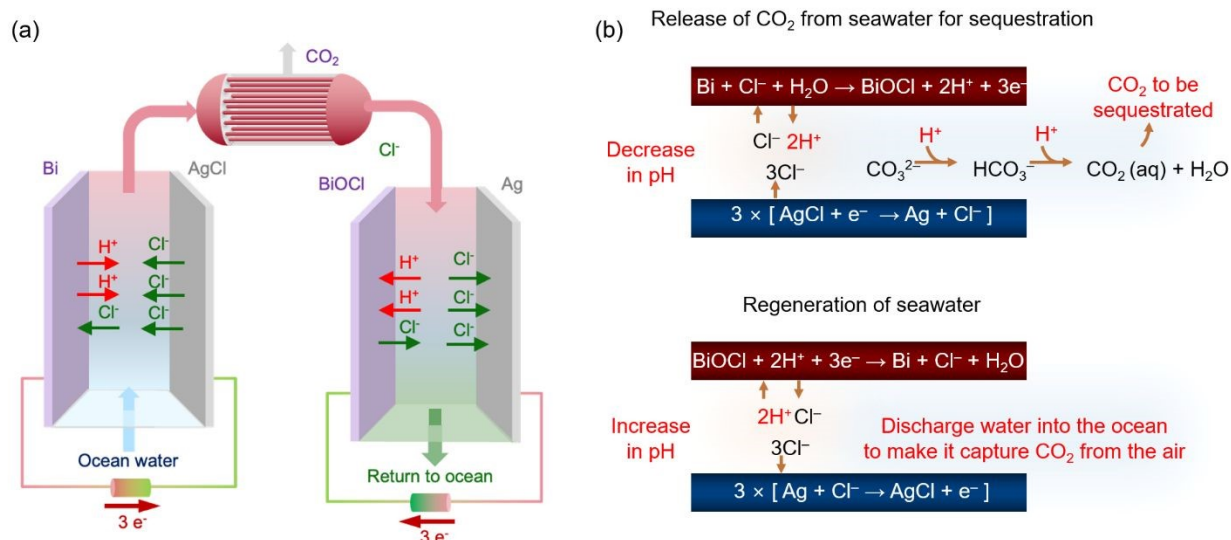 (a)
CO₂
Cl⁻
Bi
AgCl
BiOCl
Ag
H⁺
Cl⁻
H⁺
Cl⁻
Cl⁻
Cl⁻
H⁺
Cl⁻
H⁺
Cl⁻
Cl⁻
Cl⁻
Ocean water
Return to ocean
3 e⁻
3 e⁻
(b)
Release of CO₂ from seawater for sequestration
Bi + Cl⁻ + H₂O → BiOCl + 2H⁺ + 3e⁻
CO₂ to be
sequestrated
Decrease
in pH
Cl⁻ 2H⁺
3Cl⁻
H⁺
H⁺
CO₃²⁻
HCO₃⁻
CO₂ (aq) + H₂O
3 × [ AgCl + e⁻ → Ag + Cl⁻ ]
Regeneration of seawater
BiOCl + 2H⁺ + 3e⁻ → Bi + Cl⁻ + H₂O
Increase
in pH
2H⁺ Cl⁻
3Cl⁻
Discharge water into the ocean
to make it capture CO₂ from the air
3 × [ Ag + Cl⁻ → AgCl + e⁻ ]